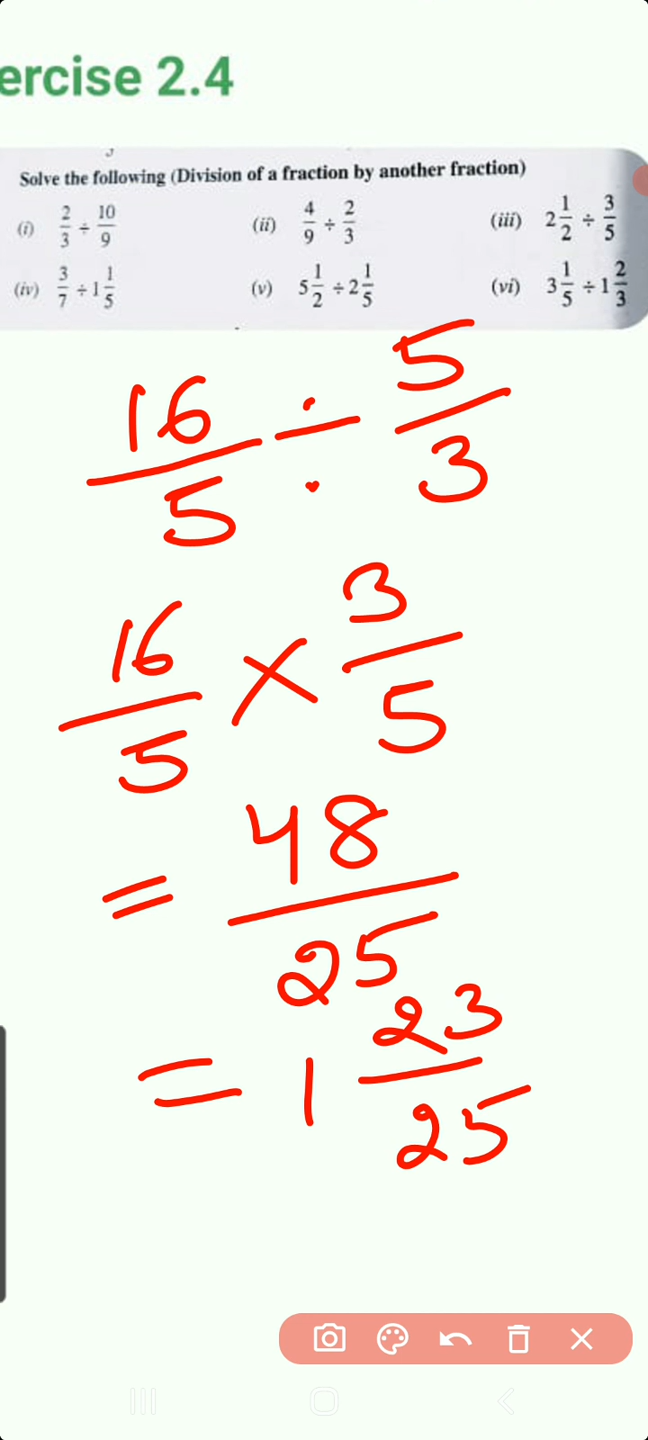 ercise 2.4
Solve the following (Division of a fraction by another fraction)
(i) 2/3 ÷ 10/9 (ii) 4/9 ÷ 2/3 (iii) 2 1/2 ÷ 3/5
(iv) 3/7 ÷ 1 1/5 (v) 5 1/2 ÷ 2 1/5 (vi) 3 1/5 ÷ 1 2/3
16/5 ÷ 5/3
16/5 × 3/5
= 48/25
= 1 23/25